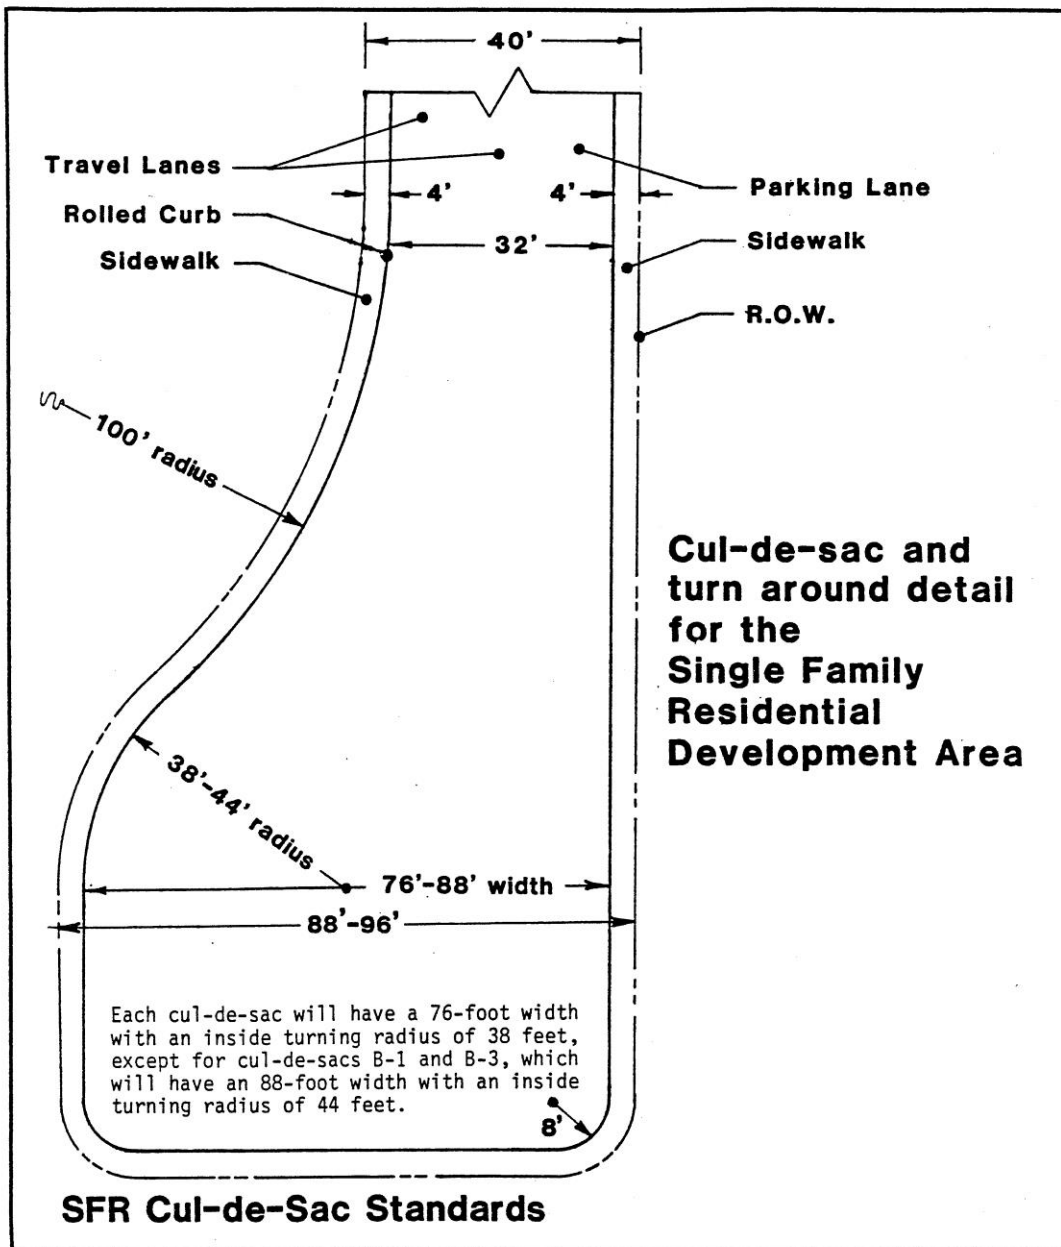 40'
Travel Lanes
4'
4'
Parking Lane
Rolled Curb
32'
Sidewalk
Sidewalk
R.O.W.
100' radius
Cul-de-sac and
turn around detail
for the
Single Family
Residential
Development Area
38'-44' radius
76'-88' width
88'-96'
Each cul-de-sac will have a 76-foot width
with an inside turning radius of 38 feet,
except for cul-de-sacs B-1 and B-3, which
will have an 88-foot width with an inside
turning radius of 44 feet.
8'
SFR Cul-de-Sac Standards